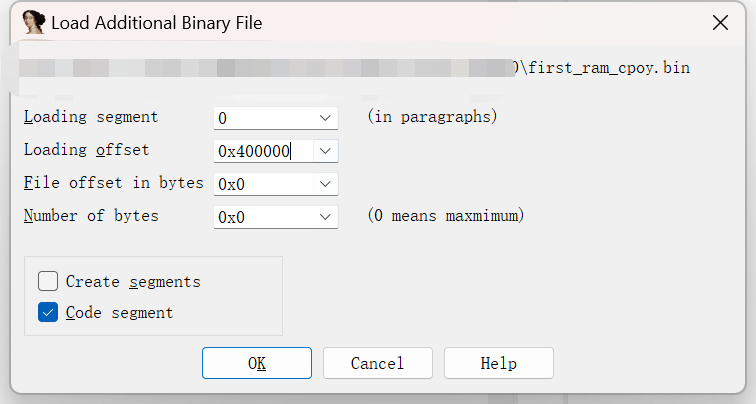 Load Additional Binary File
0\first_ram_cpoy.bin
Loading segment 0 (in paragraphs)
Loading offset 0x400000
File offset in bytes 0x0
Number of bytes 0x0 (0 means maxmimum)
Create segments
Code segment
OK Cancel Help